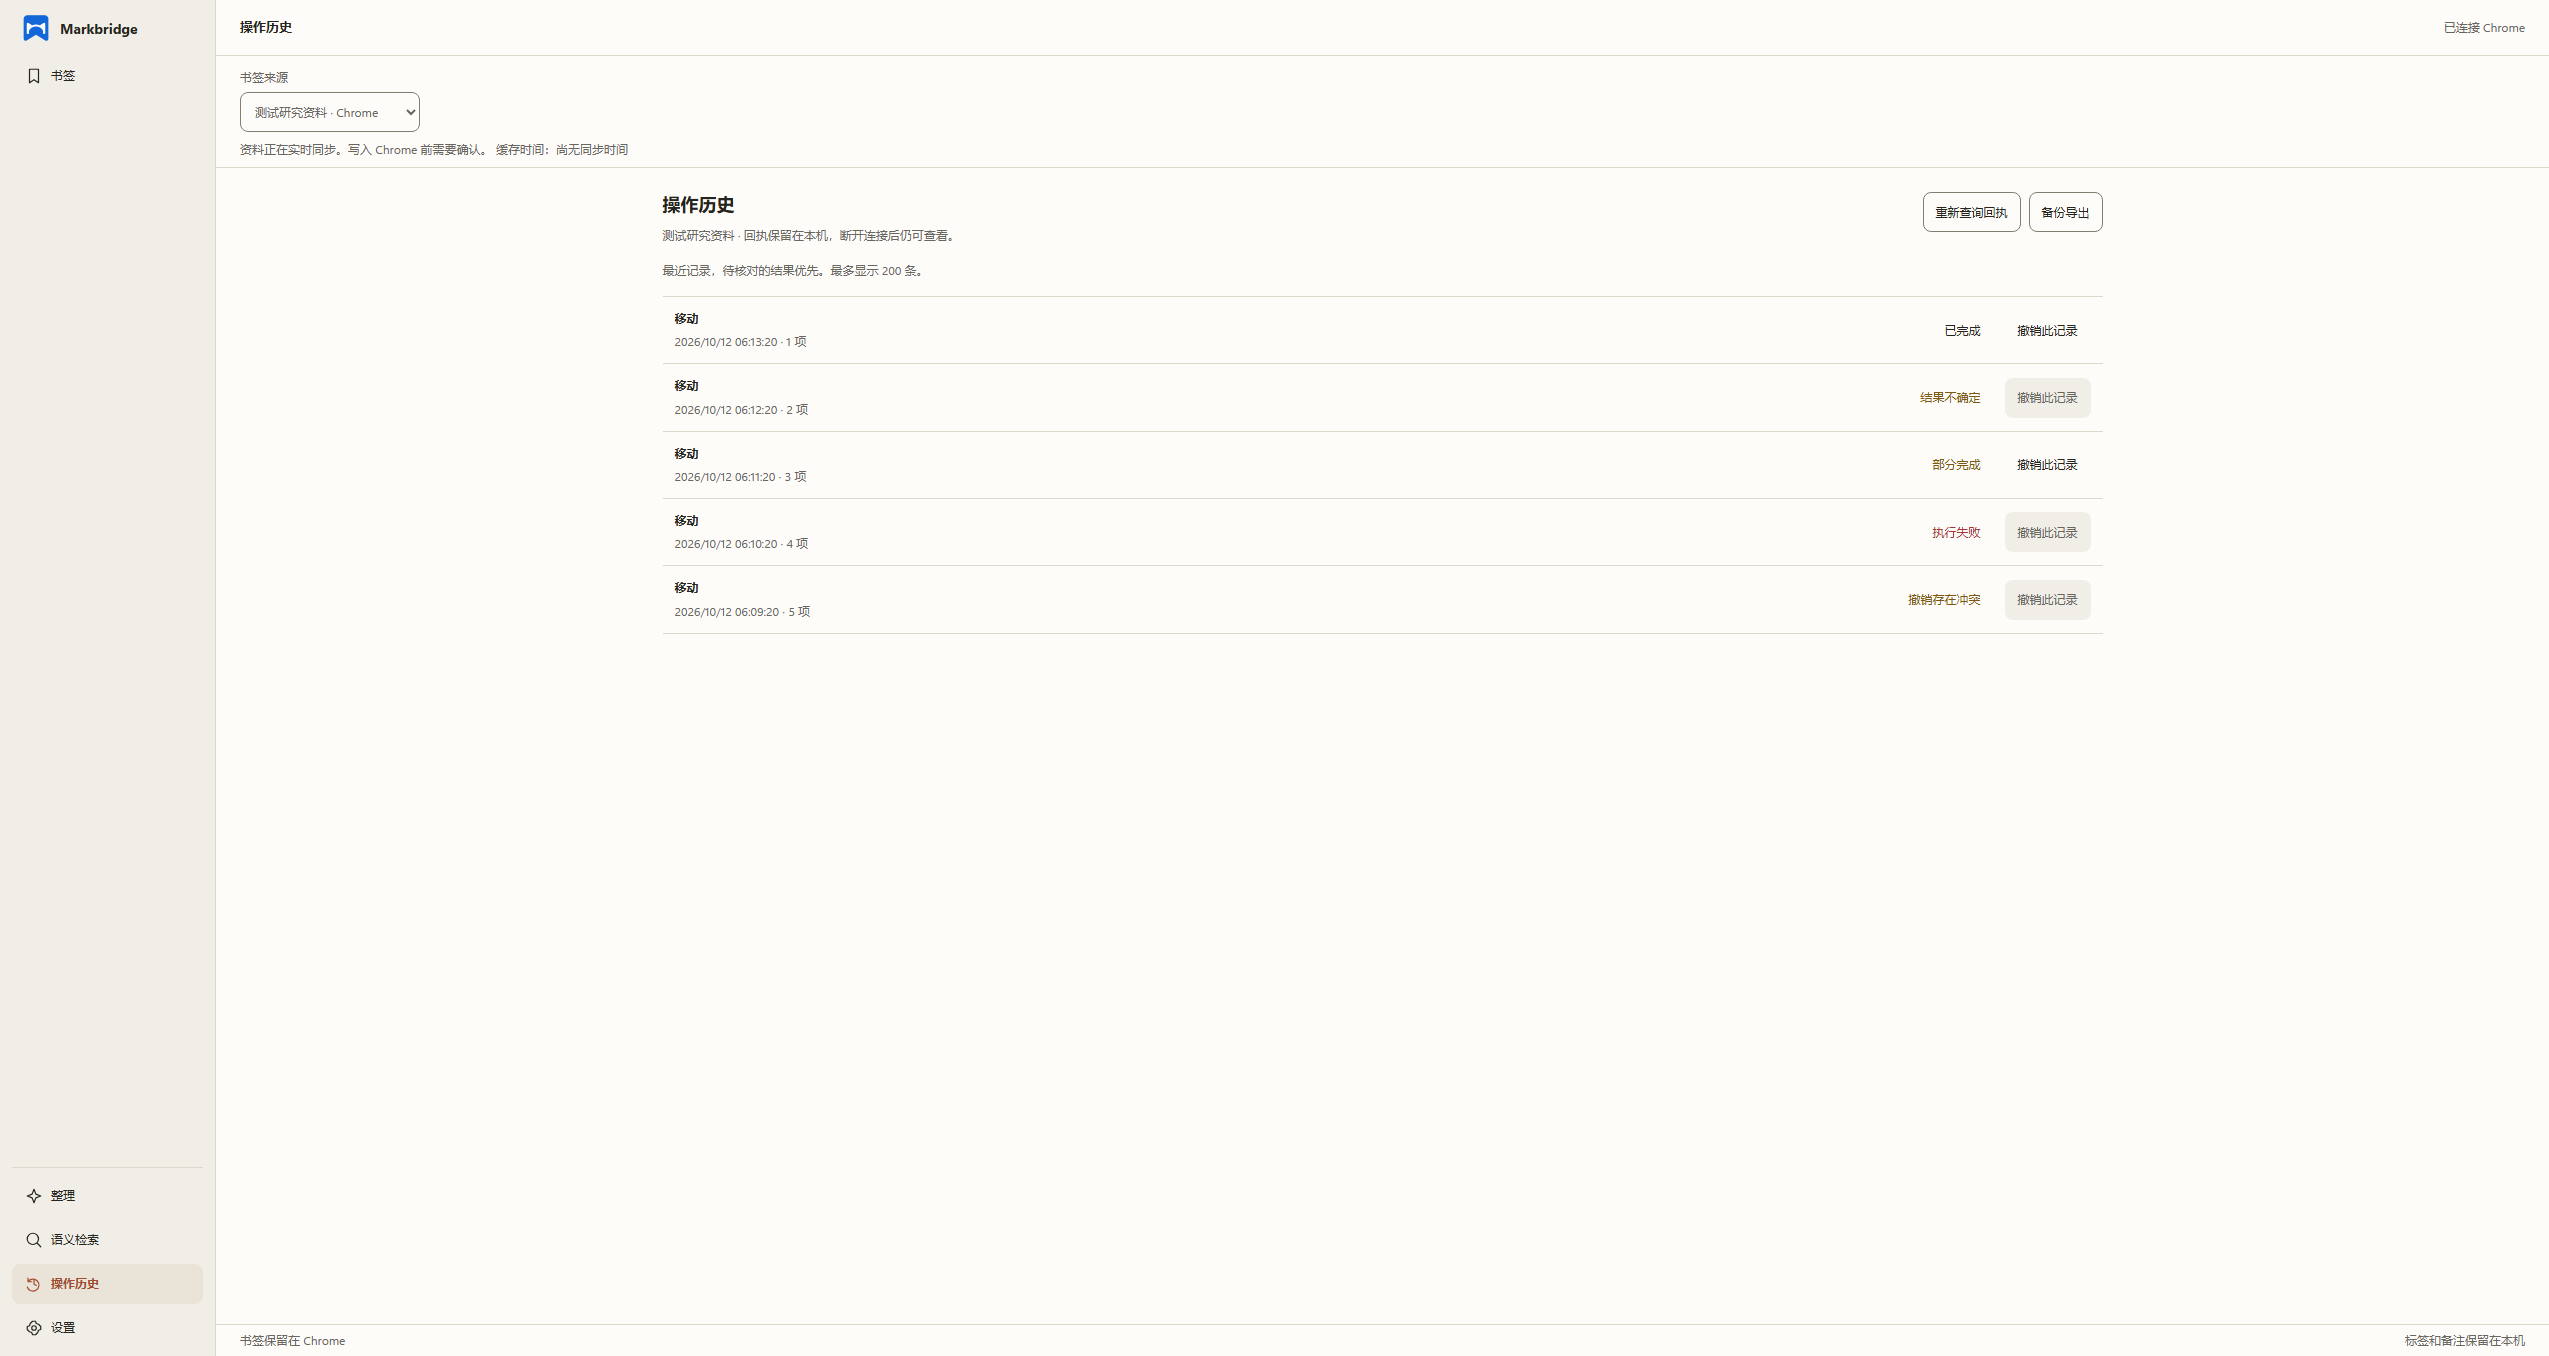 Markbridge
书签
整理
语义检索
操作历史
设置
操作历史
已连接 Chrome
书签来源
测试研究资料 · Chrome
资料正在实时同步。写入 Chrome 前需要确认。 缓存时间：尚无同步时间
操作历史
重新查询回执
备份导出
测试研究资料 · 回执保留在本机，断开连接后仍可查看。
最近记录，待核对的结果优先。最多显示 200 条。
移动
2026/10/12 06:13:20 · 1 项
已完成
撤销此记录
移动
2026/10/12 06:12:20 · 2 项
结果不确定
撤销此记录
移动
2026/10/12 06:11:20 · 3 项
部分完成
撤销此记录
移动
2026/10/12 06:10:20 · 4 项
执行失败
撤销此记录
移动
2026/10/12 06:09:20 · 5 项
撤销存在冲突
撤销此记录
书签保留在 Chrome
标签和备注保留在本机